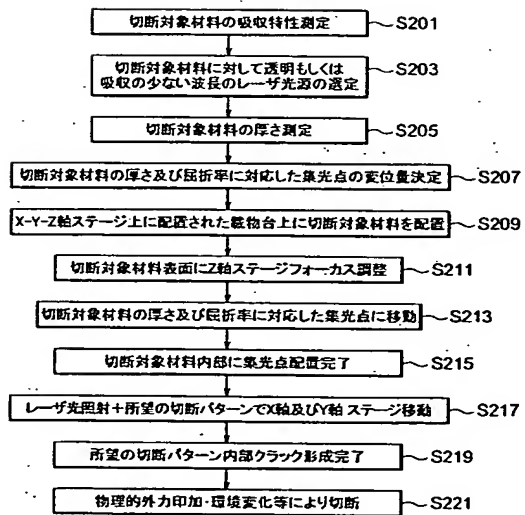 切断対象材料の吸収特性測定 S201
切断対象材料に対して透明もしくは
吸収の少ない波長のレーザ光源の選定 S203
切断対象材料の厚さ測定 S205
切断対象材料の厚さ及び屈折率に対応した集光点の変位量決定 S207
X-Y-Z軸ステージ上に配置された載物台上に切断対象材料を配置 S209
切断対象材料表面にZ軸ステージフォーカス調整 S211
切断対象材料の厚さ及び屈折率に対応した集光点に移動 S213
切断対象材料内部に集光点配置完了 S215
レーザ光照射+所望の切断パターンでX軸及びY軸 ステージ移動 S217
所望の切断パターン内部クラック形成完了 S219
物理的外力印加・環境変化等により切断 S221